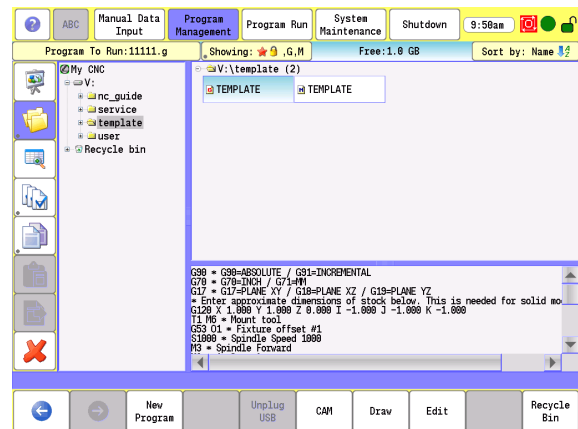 ?
ABC
Manual Data Input
Program Management
Program Run
System Maintenance
Shutdown
9:50am
Program To Run:11111.g
Showing: ,G,M
Free:1.0 GB
Sort by: Name
My CNC
V:
nc_guide
service
template
user
Recycle bin
V:\template (2)
TEMPLATE
TEMPLATE
G90 * G90=ABSOLUTE / G91=INCREMENTAL
G70 * G70=INCH / G71=MM
G17 * G17=PLANE XY / G18=PLANE XZ / G19=PLANE YZ
* Enter approximate dimensions of stock below. This is needed for solid mo
G120 X 1.000 Y 1.000 Z 0.000 I -1.000 J -1.000 K -1.000
T1 M6 * Mount tool
G53 O1 * Fixture offset #1
S1000 * Spindle Speed 1000
M3 * Spindle Forward
New Program
Unplug USB
CAM
Draw
Edit
Recycle Bin